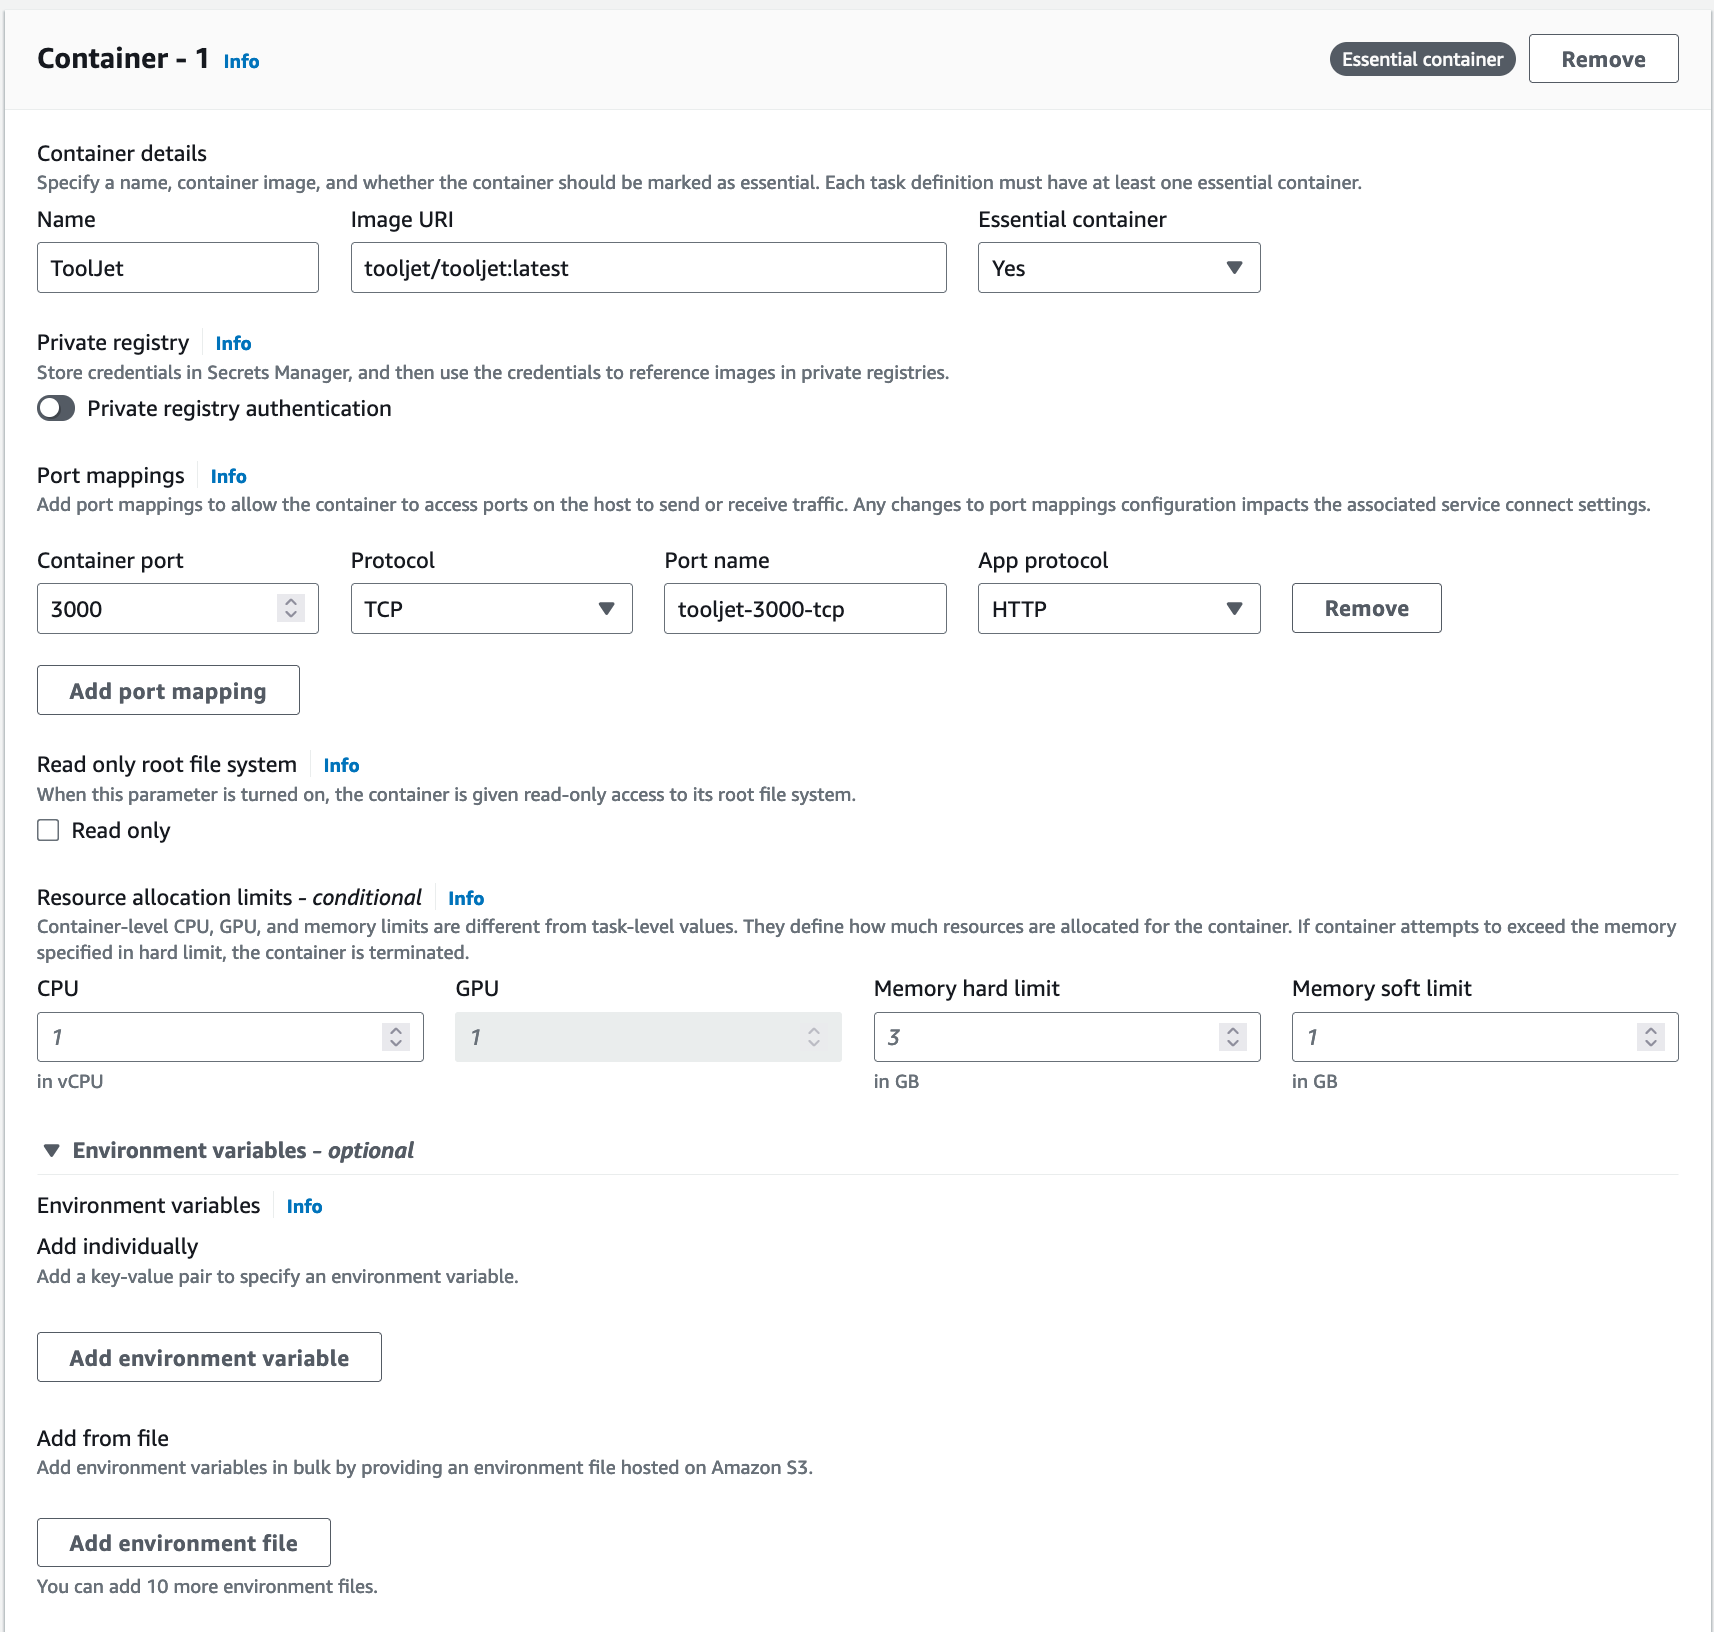 Container - 1 Info Essential container Remove
Container details
Specify a name, container image, and whether the container should be marked as essential. Each task definition must have at least one essential container.
Name Image URI Essential container
ToolJet tooljet/tooljet:latest Yes
Private registry Info
Store credentials in Secrets Manager, and then use the credentials to reference images in private registries.
Private registry authentication
Port mappings Info
Add port mappings to allow the container to access ports on the host to send or receive traffic. Any changes to port mappings configuration impacts the associated service connect settings.
Container port Protocol Port name App protocol
3000 TCP tooljet-3000-tcp HTTP Remove
Add port mapping
Read only root file system Info
When this parameter is turned on, the container is given read-only access to its root file system.
Read only
Resource allocation limits - conditional Info
Container-level CPU, GPU, and memory limits are different from task-level values. They define how much resources are allocated for the container. If container attempts to exceed the memory
specified in hard limit, the container is terminated.
CPU GPU Memory hard limit Memory soft limit
1 1 3 1
in vCPU in GB in GB
Environment variables - optional
Environment variables Info
Add individually
Add a key-value pair to specify an environment variable.
Add environment variable
Add from file
Add environment variables in bulk by providing an environment file hosted on Amazon S3.
Add environment file
You can add 10 more environment files.